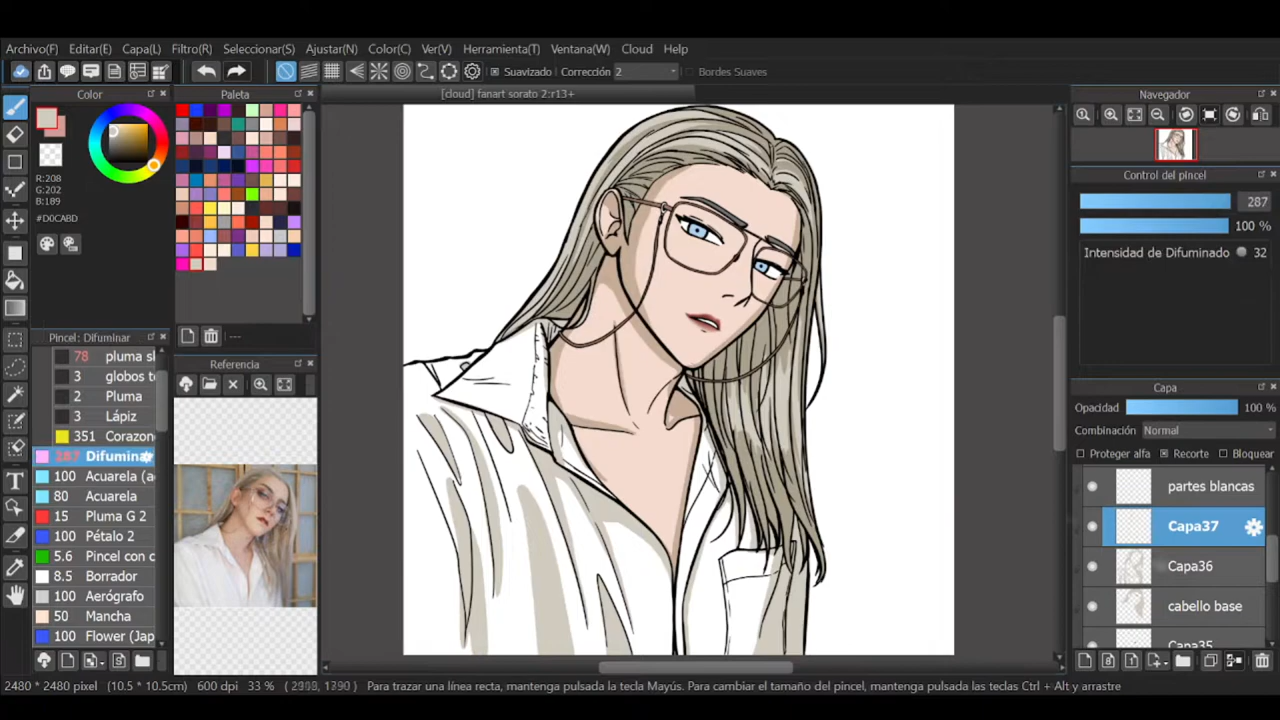 Archivo(F) Editar(E) Capa(L) Filtro(R) Seleccionar(S) Ajustar(N) Color(C) Ver(V) Herramienta(T) Ventana(W) Cloud Help
Suavizado Corrección 2 Bordes Suaves
Color
Paleta
[cloud] fanart sorato 2:r13+
Navegador
Control del pincel
287
100 %
Intensidad de Difuminado 32
R:208
G:202
B:189
#D0CABD
---
Pincel: Difuminar
78 pluma si
3 globos te
2 Pluma
3 Lápiz
351 Corazon
287 Difuminar
100 Acuarela (a
80 Acuarela
15 Pluma G 2
100 Pétalo 2
5.6 Pincel con c
8.5 Borrador
100 Aerógrafo
50 Mancha
100 Flower (Jap
Referencia
Capa
Opacidad 100 %
Combinación Normal
Proteger alfa Recorte Bloquear
partes blancas
Capa37
Capa36
cabello base
Capa35
2480 * 2480 pixel (10.5 * 10.5cm) 600 dpi 33 % Para trazar una línea recta, mantenga pulsada la tecla Mayús. Para cambiar el tamaño del pincel, mantenga pulsadas las teclas Ctrl + Alt y arrastre